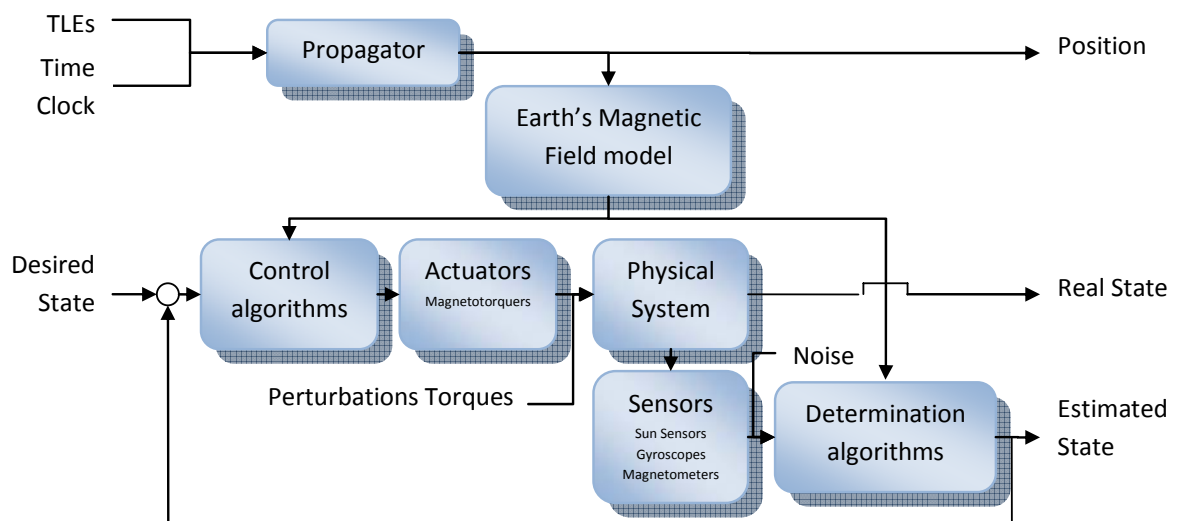 TLEs
Time
Clock
Propagator
Position
Earth’s Magnetic
Field model
Desired
State
Control
algorithms
Actuators
Magnetotorquers
Physical
System
Real State
Noise
Perturbations Torques
Sensors
Sun Sensors
Gyroscopes
Magnetometers
Determination
algorithms
Estimated
State